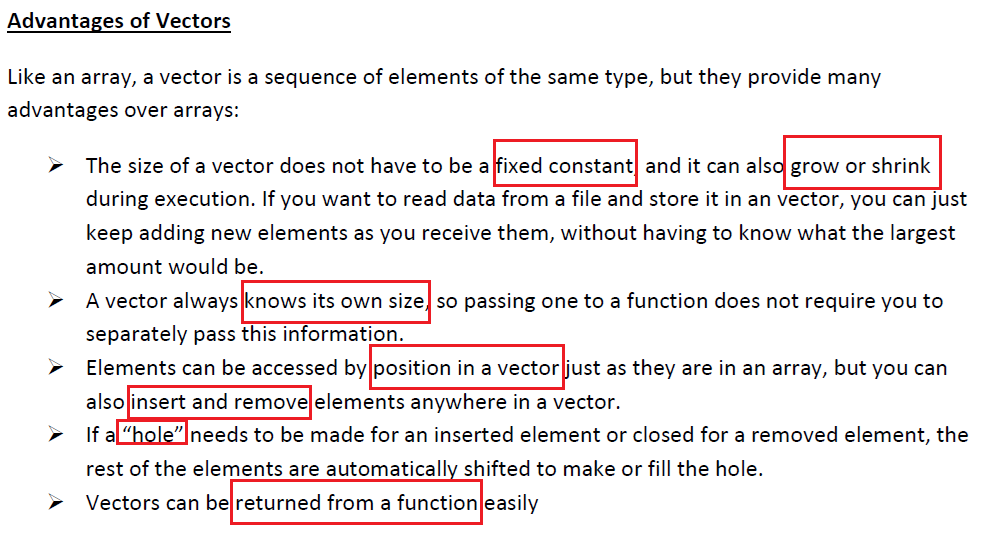 Advantages of Vectors
Like an array, a vector is a sequence of elements of the same type, but they provide many
advantages over arrays:
➢ The size of a vector does not have to be a fixed constant, and it can also grow or shrink
during execution. If you want to read data from a file and store it in an vector, you can just
keep adding new elements as you receive them, without having to know what the largest
amount would be.
➢ A vector always knows its own size, so passing one to a function does not require you to
separately pass this information.
➢ Elements can be accessed by position in a vector just as they are in an array, but you can
also insert and remove elements anywhere in a vector.
➢ If a “hole” needs to be made for an inserted element or closed for a removed element, the
rest of the elements are automatically shifted to make or fill the hole.
➢ Vectors can be returned from a function easily